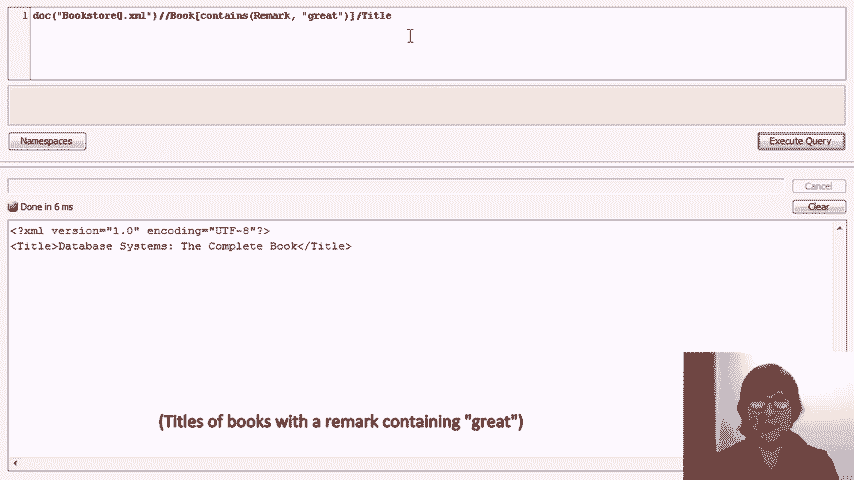 1 doc("BookstoreQ.xml")//Book[contains(Remark, "great")]/Title
Namespaces
Execute Query
Cancel
Done in 6 ms
Clear
<?xml version="1.0" encoding="UTF-8"?>
<Title>Database Systems: The Complete Book</Title>
(Titles of books with a remark containing "great")